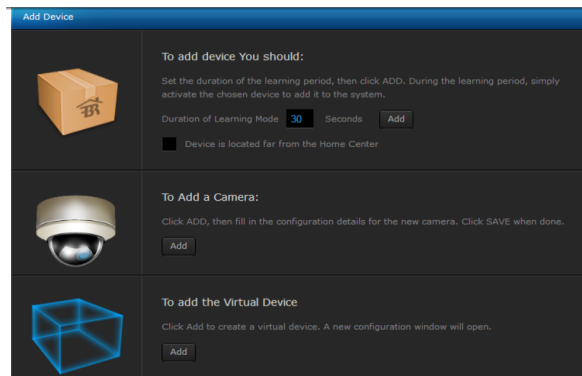 Add Device
To add device You should:
Set the duration of the learning period, then click ADD. During the learning period, simply
activate the chosen device to add it to the system.
Duration of Learning Mode 30 Seconds Add
Device is located far from the Home Center
To Add a Camera:
Click ADD, then fill in the configuration details for the new camera. Click SAVE when done.
Add
To add the Virtual Device
Click Add to create a virtual device. A new configuration window will open.
Add